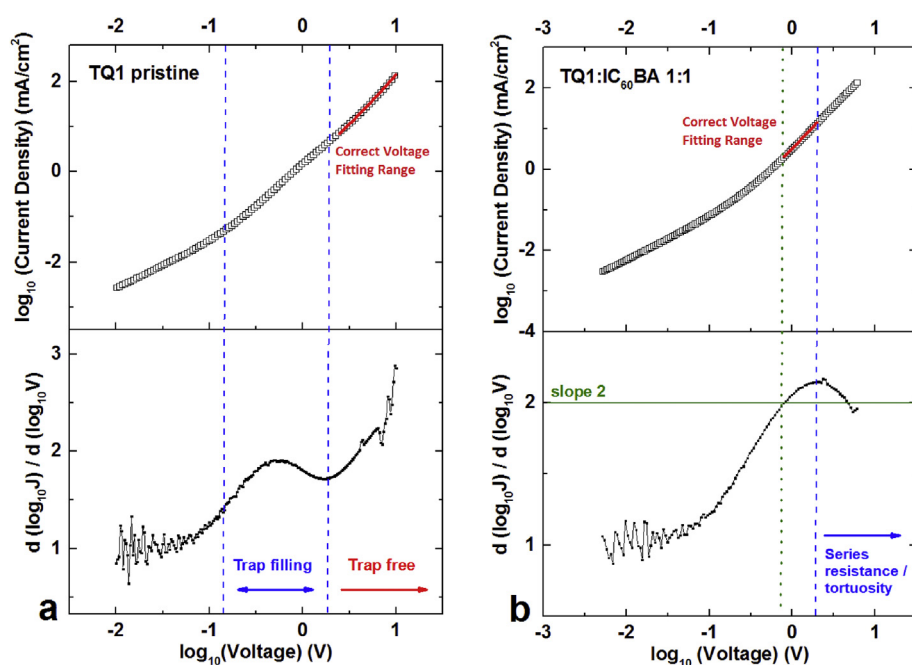 -2 -1 0 1
TQ1 pristine
log10 (Current Density) (mA/cm2)
2
0
-2
Correct Voltage
Fitting Range
3
2
1
d (log10J) / d (log10V)
Trap filling
Trap free
a
-2 -1 0 1
log10(Voltage) (V)
-2 -1 0 1
TQ1:IC60BA 1:1
log10 (Current Density) (mA/cm2)
2
0
-2
-4
Correct Voltage
Fitting Range
slope 2
2
1
d (log10J) / d (log10V)
Series
resistance /
tortuosity
b
-3 -2 -1 0 1
log10(Voltage) (V)